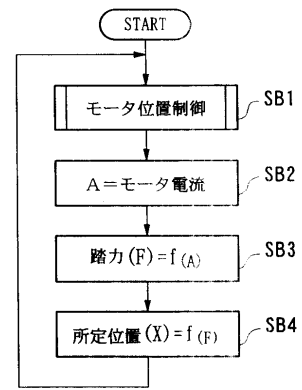 START
モータ位置制御
SB1
A＝モータ電流
SB2
踏力(F)=f(A)
SB3
所定位置(X)=f(F)
SB4